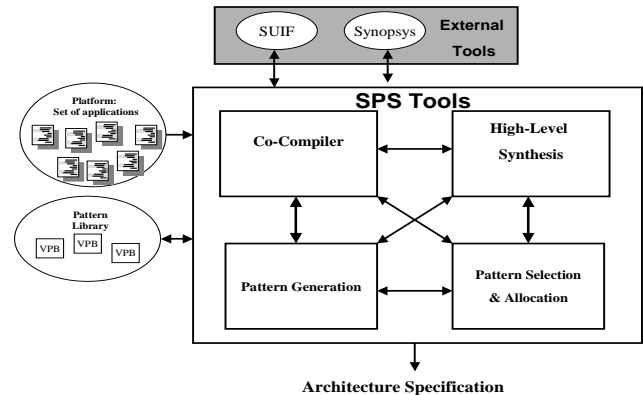 SUIF
Synopsys
External
Tools
SPS Tools
Platform:
Set of applications
Co-Compiler
High-Level
Synthesis
Pattern
Library
VPB
VPB
VPB
Pattern Generation
Pattern Selection
& Allocation
Architecture Specification